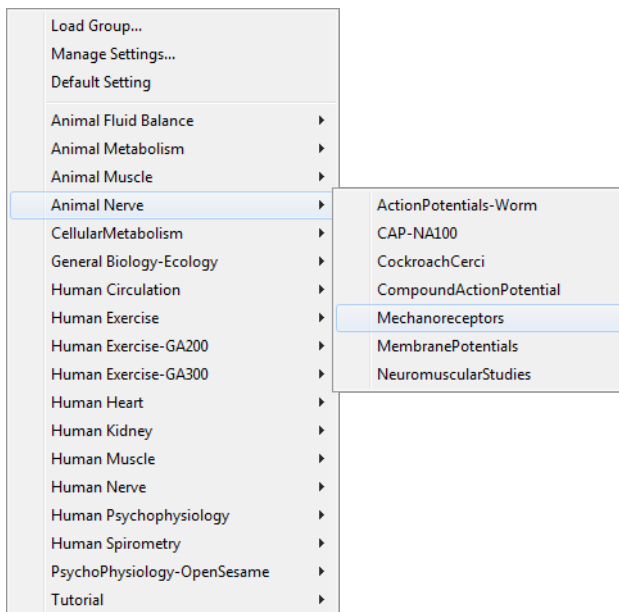 Load Group...
Manage Settings...
Default Setting
Animal Fluid Balance
Animal Metabolism
Animal Muscle
Animal Nerve
CellularMetabolism
General Biology-Ecology
Human Circulation
Human Exercise
Human Exercise-GA200
Human Exercise-GA300
Human Heart
Human Kidney
Human Muscle
Human Nerve
Human Psychophysiology
Human Spirometry
PsychoPhysiology-OpenSesame
Tutorial
ActionPotentials-Worm
CAP-NA100
CockroachCerci
CompoundActionPotential
Mechanoreceptors
MembranePotentials
NeuromuscularStudies